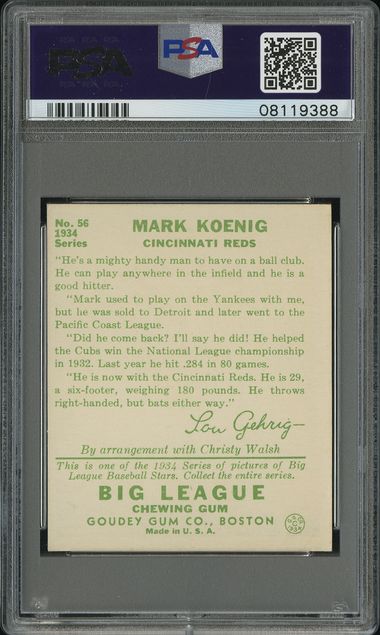 PSA
PSA
08119388
No. 56
1934
Series
MARK KOENIG
CINCINNATI REDS
"He's a mighty handy man to have on a ball club.
He can play anywhere in the infield and he is a
good hitter.
"Mark used to play on the Yankees with me,
but he was sold to Detroit and later went to the
Pacific Coast League.
"Did he come back? I'll say he did! He helped
the Cubs win the National League championship
in 1932. Last year he hit .284 in 80 games.
"He is now with the Cincinnati Reds. He is 29,
a six-footer, weighing 180 pounds. He throws
right-handed, but bats either way."
Lou Gehrig
By arrangement with Christy Walsh
This is one of the 1934 Series of pictures of Big
League Baseball Stars. Collect the entire series.
BIG LEAGUE
CHEWING GUM
GOUDEY GUM CO., BOSTON
Made in U. S. A.